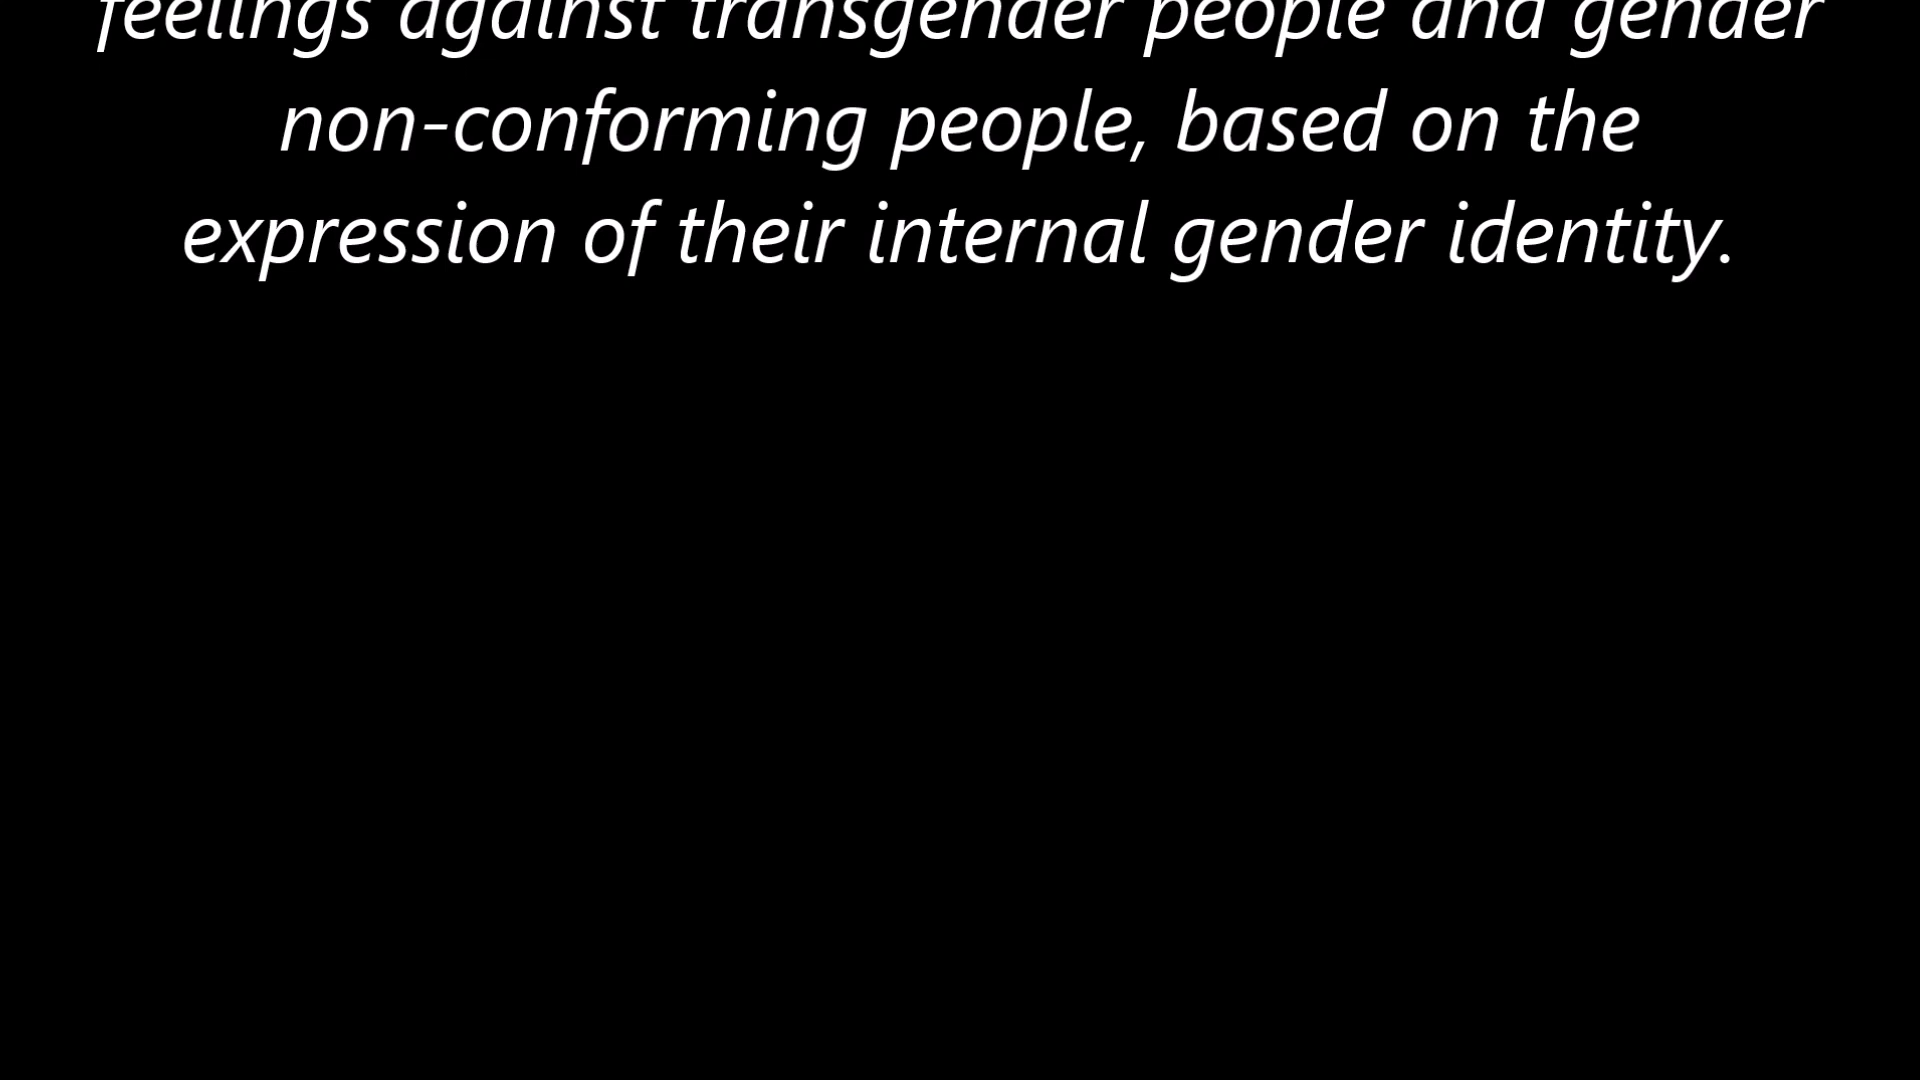 feelings against transgender people and gender
non-conforming people, based on the
expression of their internal gender identity.